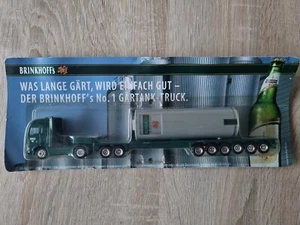 BRINKHOFF's
WAS LANGE GÄRT, WIRD EINFACH GUT –
DER BRINKHOFF's No. 1 GÄRTANK TRUCK.